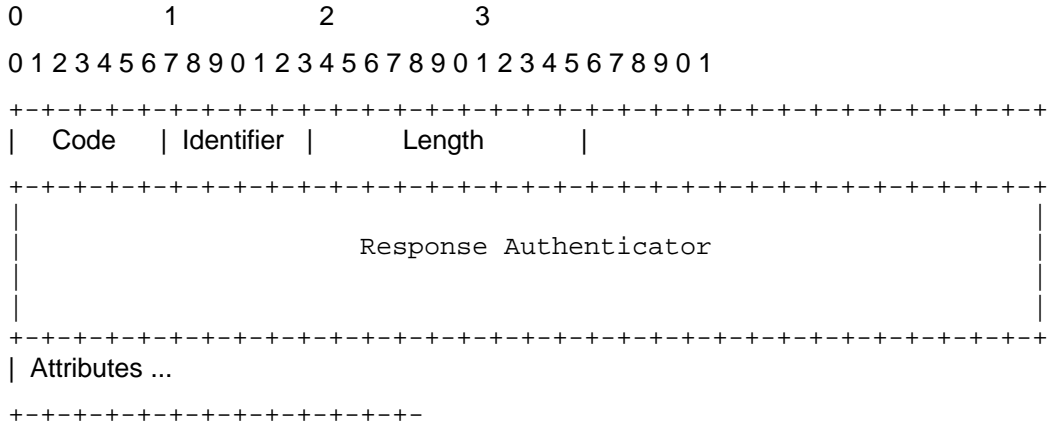 0 1 2 3
0 1 2 3 4 5 6 7 8 9 0 1 2 3 4 5 6 7 8 9 0 1 2 3 4 5 6 7 8 9 0 1
+-+-+-+-+-+-+-+-+-+-+-+-+-+-+-+-+-+-+-+-+-+-+-+-+-+-+-+-+-+-+-+-+
| Code | Identifier | Length |
+-+-+-+-+-+-+-+-+-+-+-+-+-+-+-+-+-+-+-+-+-+-+-+-+-+-+-+-+-+-+-+-+
| |
| Response Authenticator |
| |
| |
+-+-+-+-+-+-+-+-+-+-+-+-+-+-+-+-+-+-+-+-+-+-+-+-+-+-+-+-+-+-+-+-+
| Attributes ...
+-+-+-+-+-+-+-+-+-+-+-+-+-